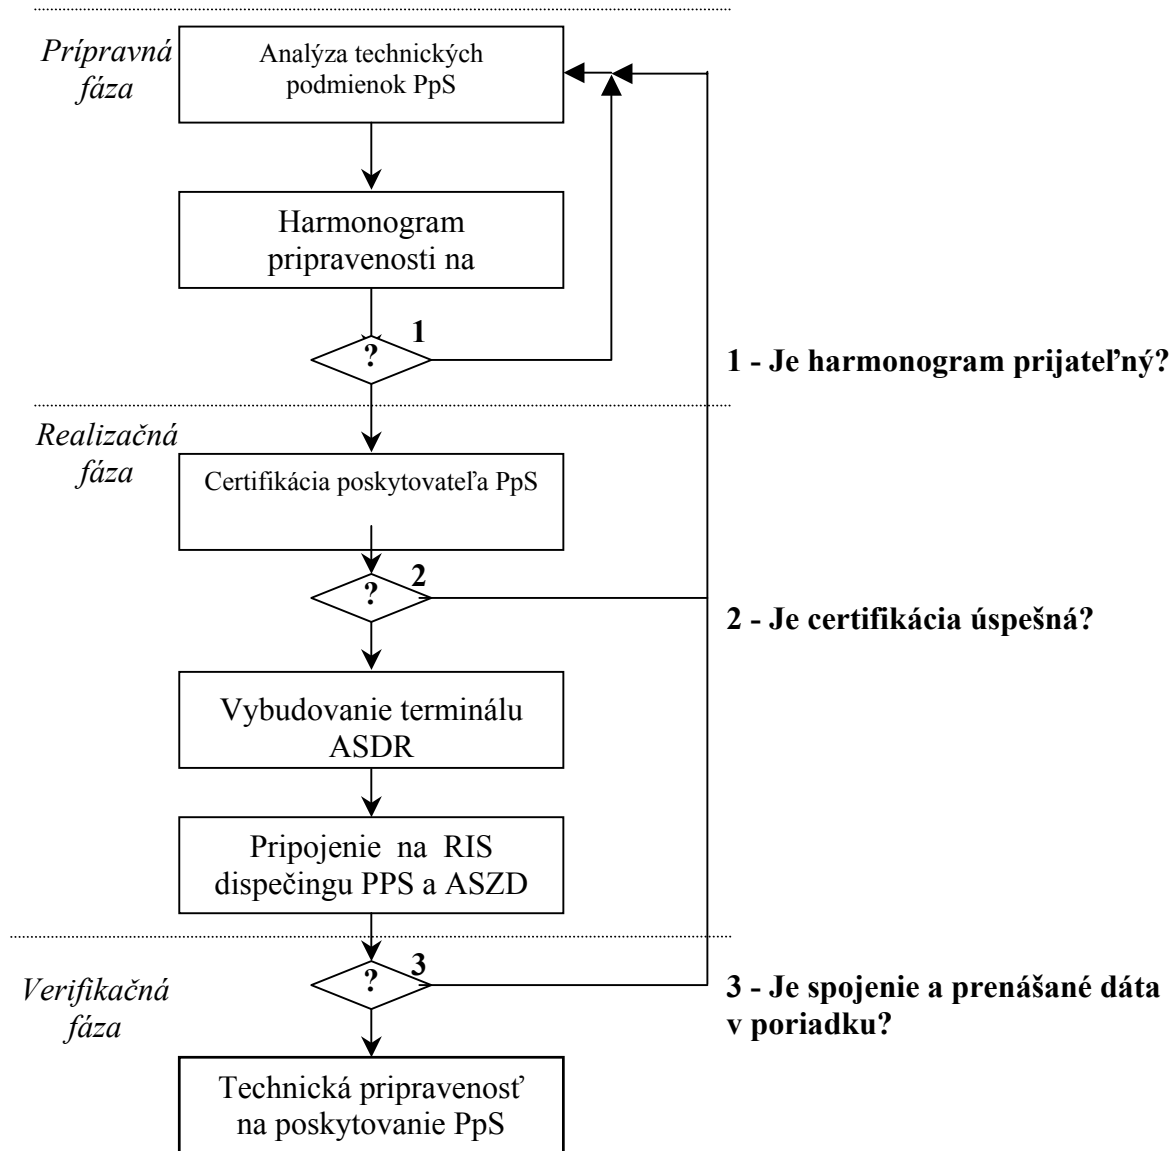 Prípravná
fáza
Analýza technických
podmienok PpS
Harmonogram
pripravenosti na
1
?
1 - Je harmonogram prijateľný?
Realizačná
fáza
Certifikácia poskytovateľa PpS
2
?
2 - Je certifikácia úspešná?
Vybudovanie terminálu
ASDR
Pripojenie na RIS
dispečingu PPS a ASZD
3
?
Verifikačná
fáza
3 - Je spojenie a prenášané dáta
v poriadku?
Technická pripravenosť
na poskytovanie PpS